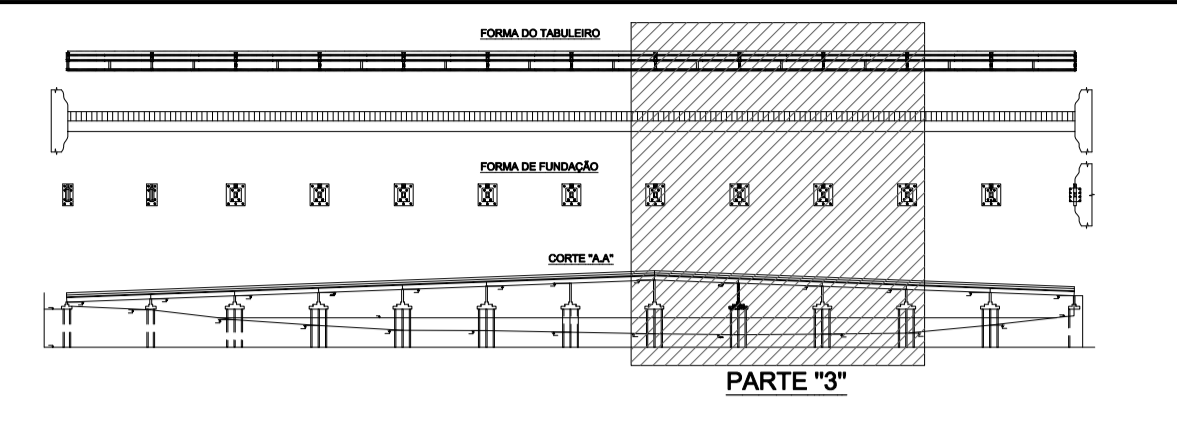 FORMA DO TABULEIRO
FORMA DE FUNDAÇÃO
CORTE "A.A"
PARTE "3"